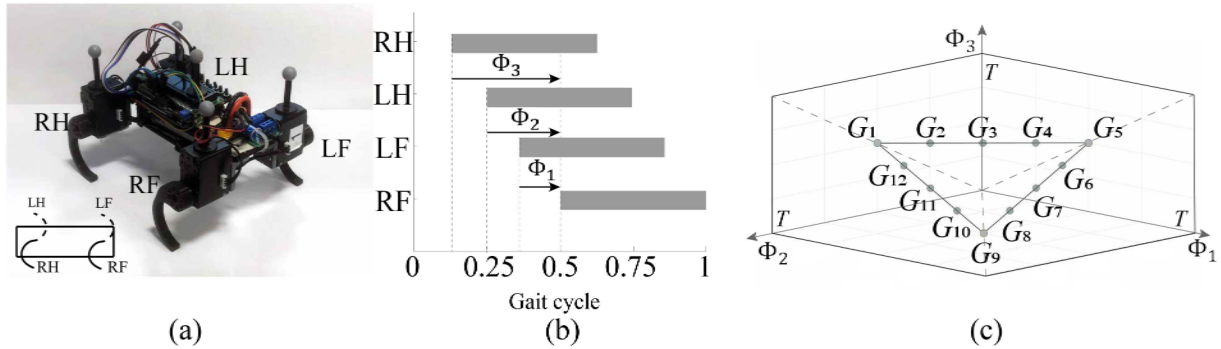 LH
RH
LF
RF
LH
LF
RH
RF
(a)
RH
Φ3
LH
Φ2
LF
Φ1
RF
0 0.25 0.5 0.75 1
Gait cycle
(b)
Φ3
T
G1 G2 G3 G4 G5
G12
G6
G11
G7
G10
G8
G9
T
T
Φ2
Φ1
(c)